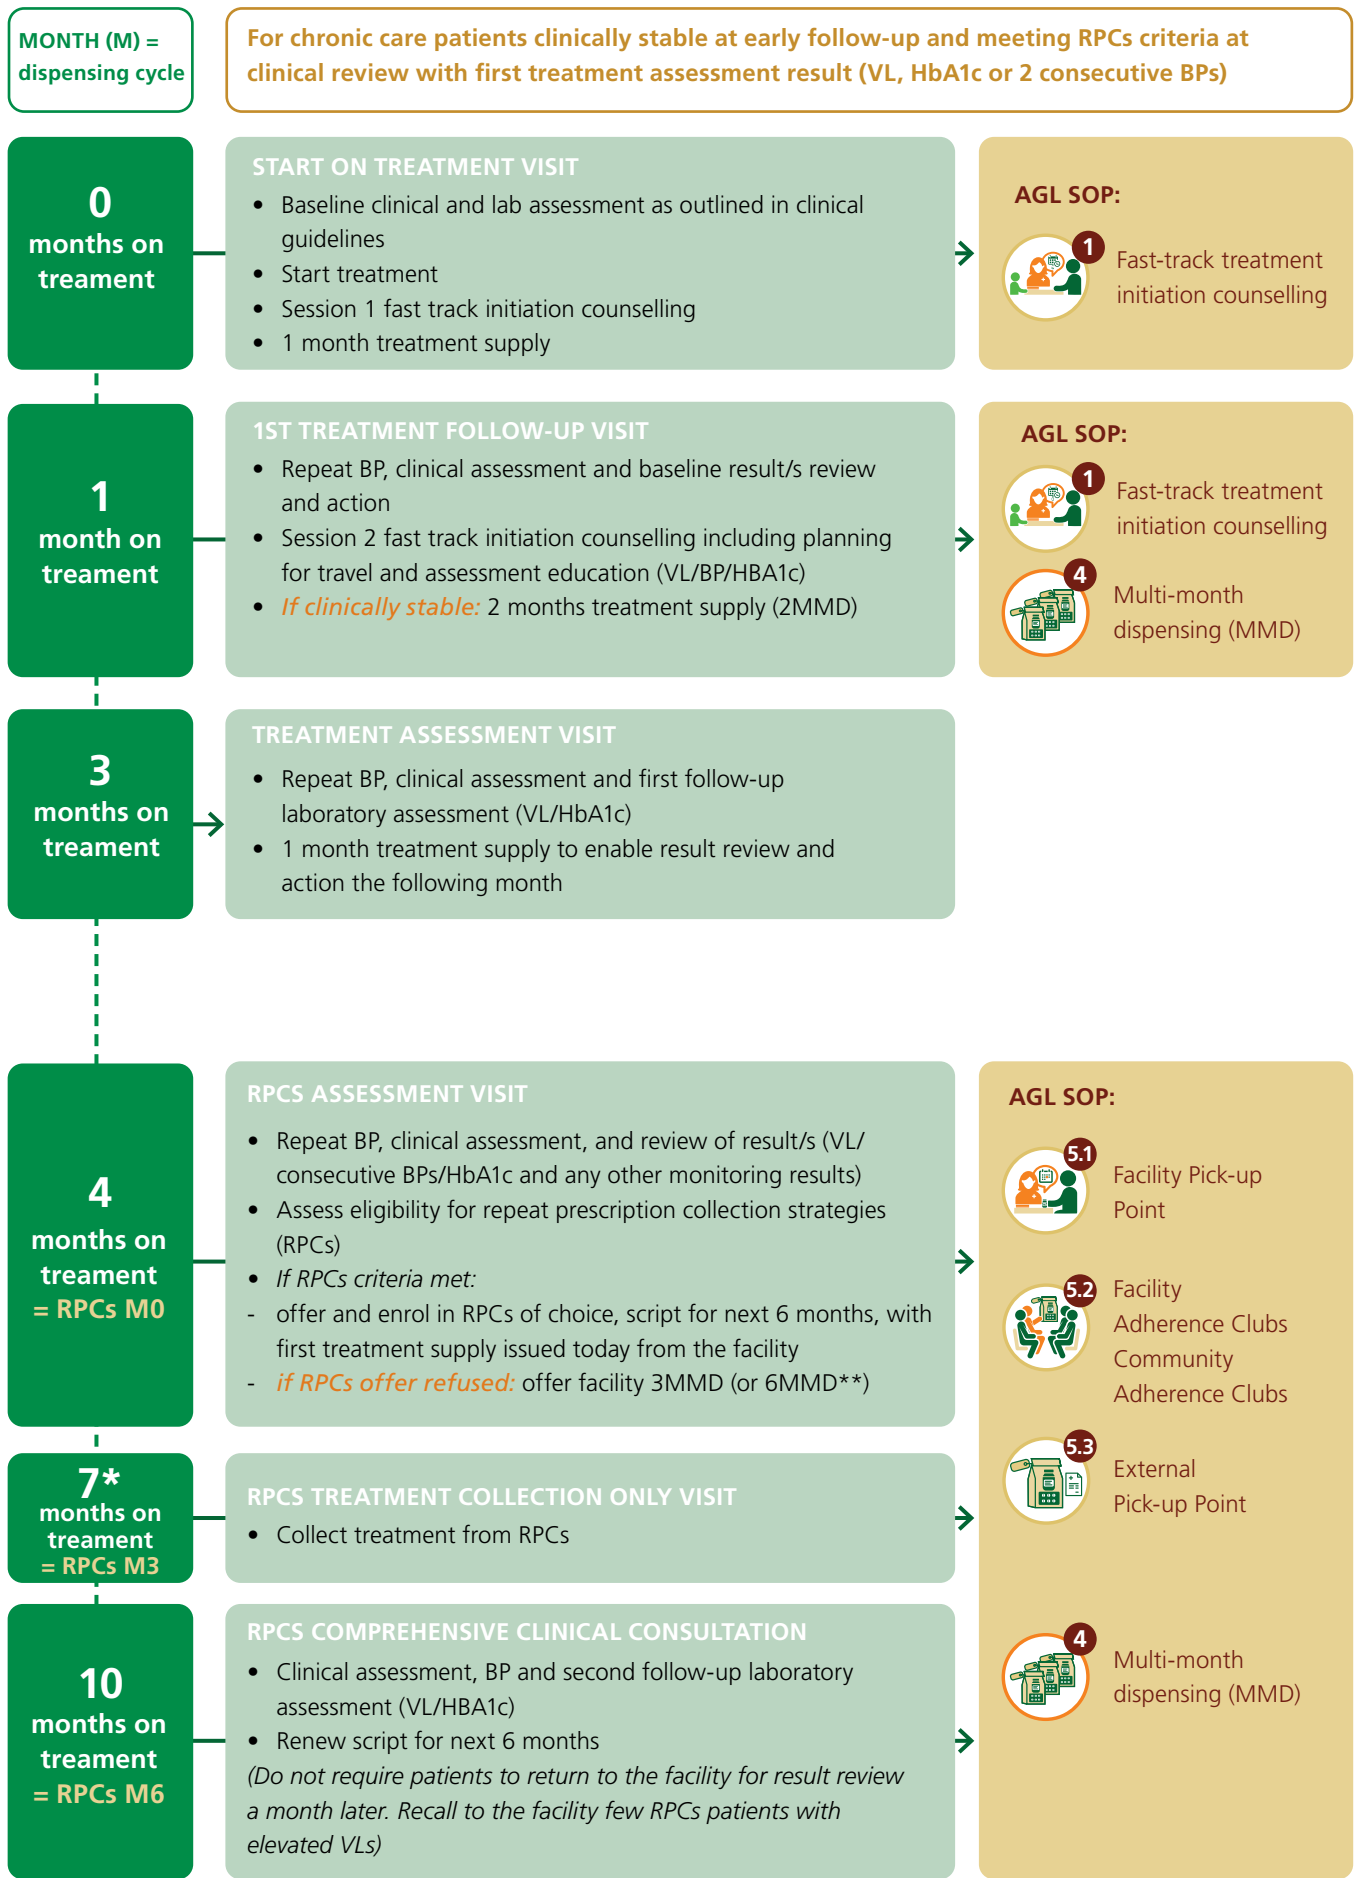 MONTH (M) =
dispensing cycle
For chronic care patients clinically stable at early follow-up and meeting RPCs criteria at
clinical review with first treatment assessment result (VL, HbA1c or 2 consecutive BPs)
0
months on
treament
START ON TREATMENT VISIT
• Baseline clinical and lab assessment as outlined in clinical
guidelines
• Start treatment
• Session 1 fast track initiation counselling
• 1 month treatment supply
AGL SOP:
1
Fast-track treatment
initiation counselling
1
month on
treament
1ST TREATMENT FOLLOW-UP VISIT
• Repeat BP, clinical assessment and baseline result/s review
and action
• Session 2 fast track initiation counselling including planning
for travel and assessment education (VL/BP/HBA1c)
• If clinically stable: 2 months treatment supply (2MMD)
AGL SOP:
1
Fast-track treatment
initiation counselling
4
Multi-month
dispensing (MMD)
3
months on
treament
TREATMENT ASSESSMENT VISIT
• Repeat BP, clinical assessment and first follow-up
laboratory assessment (VL/HbA1c)
• 1 month treatment supply to enable result review and
action the following month
4
months on
treament
= RPCs M0
RPCS ASSESSMENT VISIT
• Repeat BP, clinical assessment, and review of result/s (VL/
consecutive BPs/HbA1c and any other monitoring results)
• Assess eligibility for repeat prescription collection strategies
(RPCs)
• If RPCs criteria met:
- offer and enrol in RPCs of choice, script for next 6 months, with
first treatment supply issued today from the facility
- if RPCs offer refused: offer facility 3MMD (or 6MMD**)
AGL SOP:
5.1
Facility Pick-up
Point
5.2
Facility
Adherence Clubs
Community
Adherence Clubs
5.3
External
Pick-up Point
4
Multi-month
dispensing (MMD)
7*
months on
treament
= RPCs M3
RPCS TREATMENT COLLECTION ONLY VISIT
• Collect treatment from RPCs
10
months on
treament
= RPCs M6
RPCS COMPREHENSIVE CLINICAL CONSULTATION
• Clinical assessment, BP and second follow-up laboratory
assessment (VL/HBA1c)
• Renew script for next 6 months
(Do not require patients to return to the facility for result review
a month later. Recall to the facility few RPCs patients with
elevated VLs)